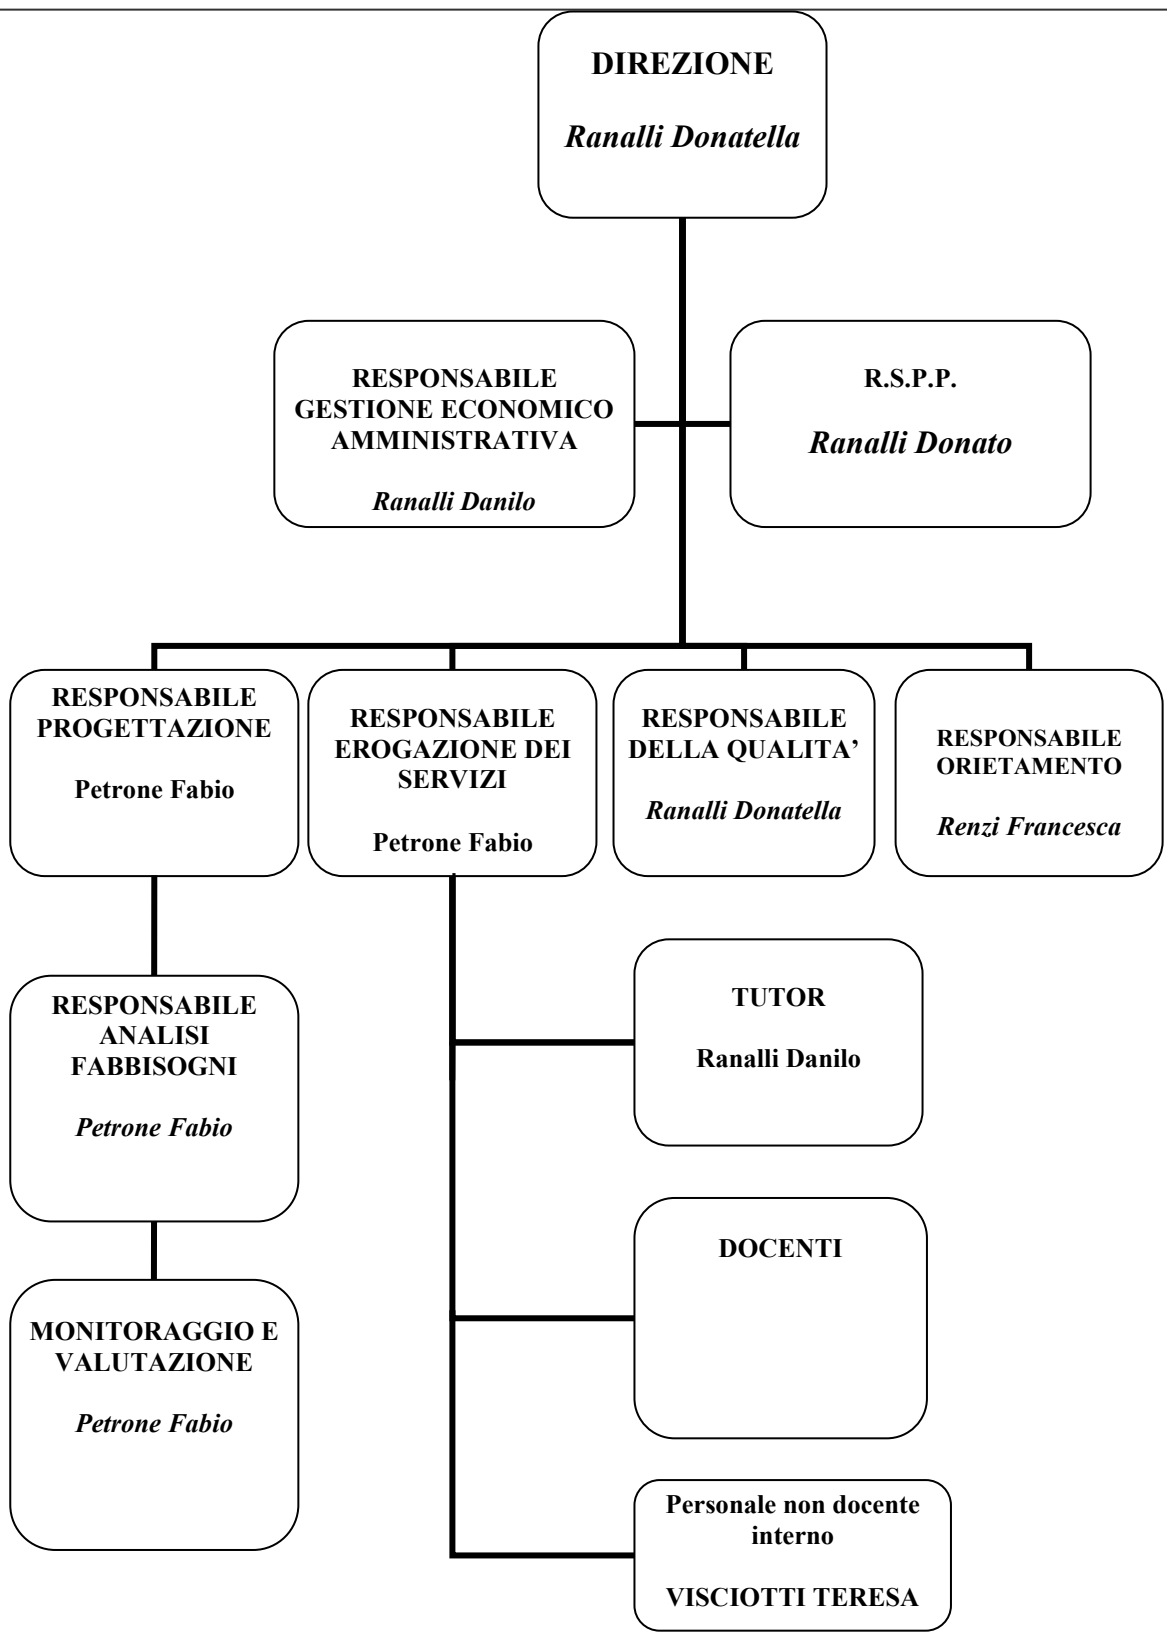 DIREZIONE
Ranalli Donatella
RESPONSABILE
GESTIONE ECONOMICO
AMMINISTRATIVA
Ranalli Danilo
R.S.P.P.
Ranalli Donato
RESPONSABILE
PROGETTAZIONE
Petrone Fabio
RESPONSABILE
EROGAZIONE DEI
SERVIZI
Petrone Fabio
RESPONSABILE
DELLA QUALITA’
Ranalli Donatella
RESPONSABILE
ORIETAMENTO
Renzi Francesca
RESPONSABILE
ANALISI
FABBISOGNI
Petrone Fabio
TUTOR
Ranalli Danilo
DOCENTI
MONITORAGGIO E
VALUTAZIONE
Petrone Fabio
Personale non docente
interno
VISCIOTTI TERESA